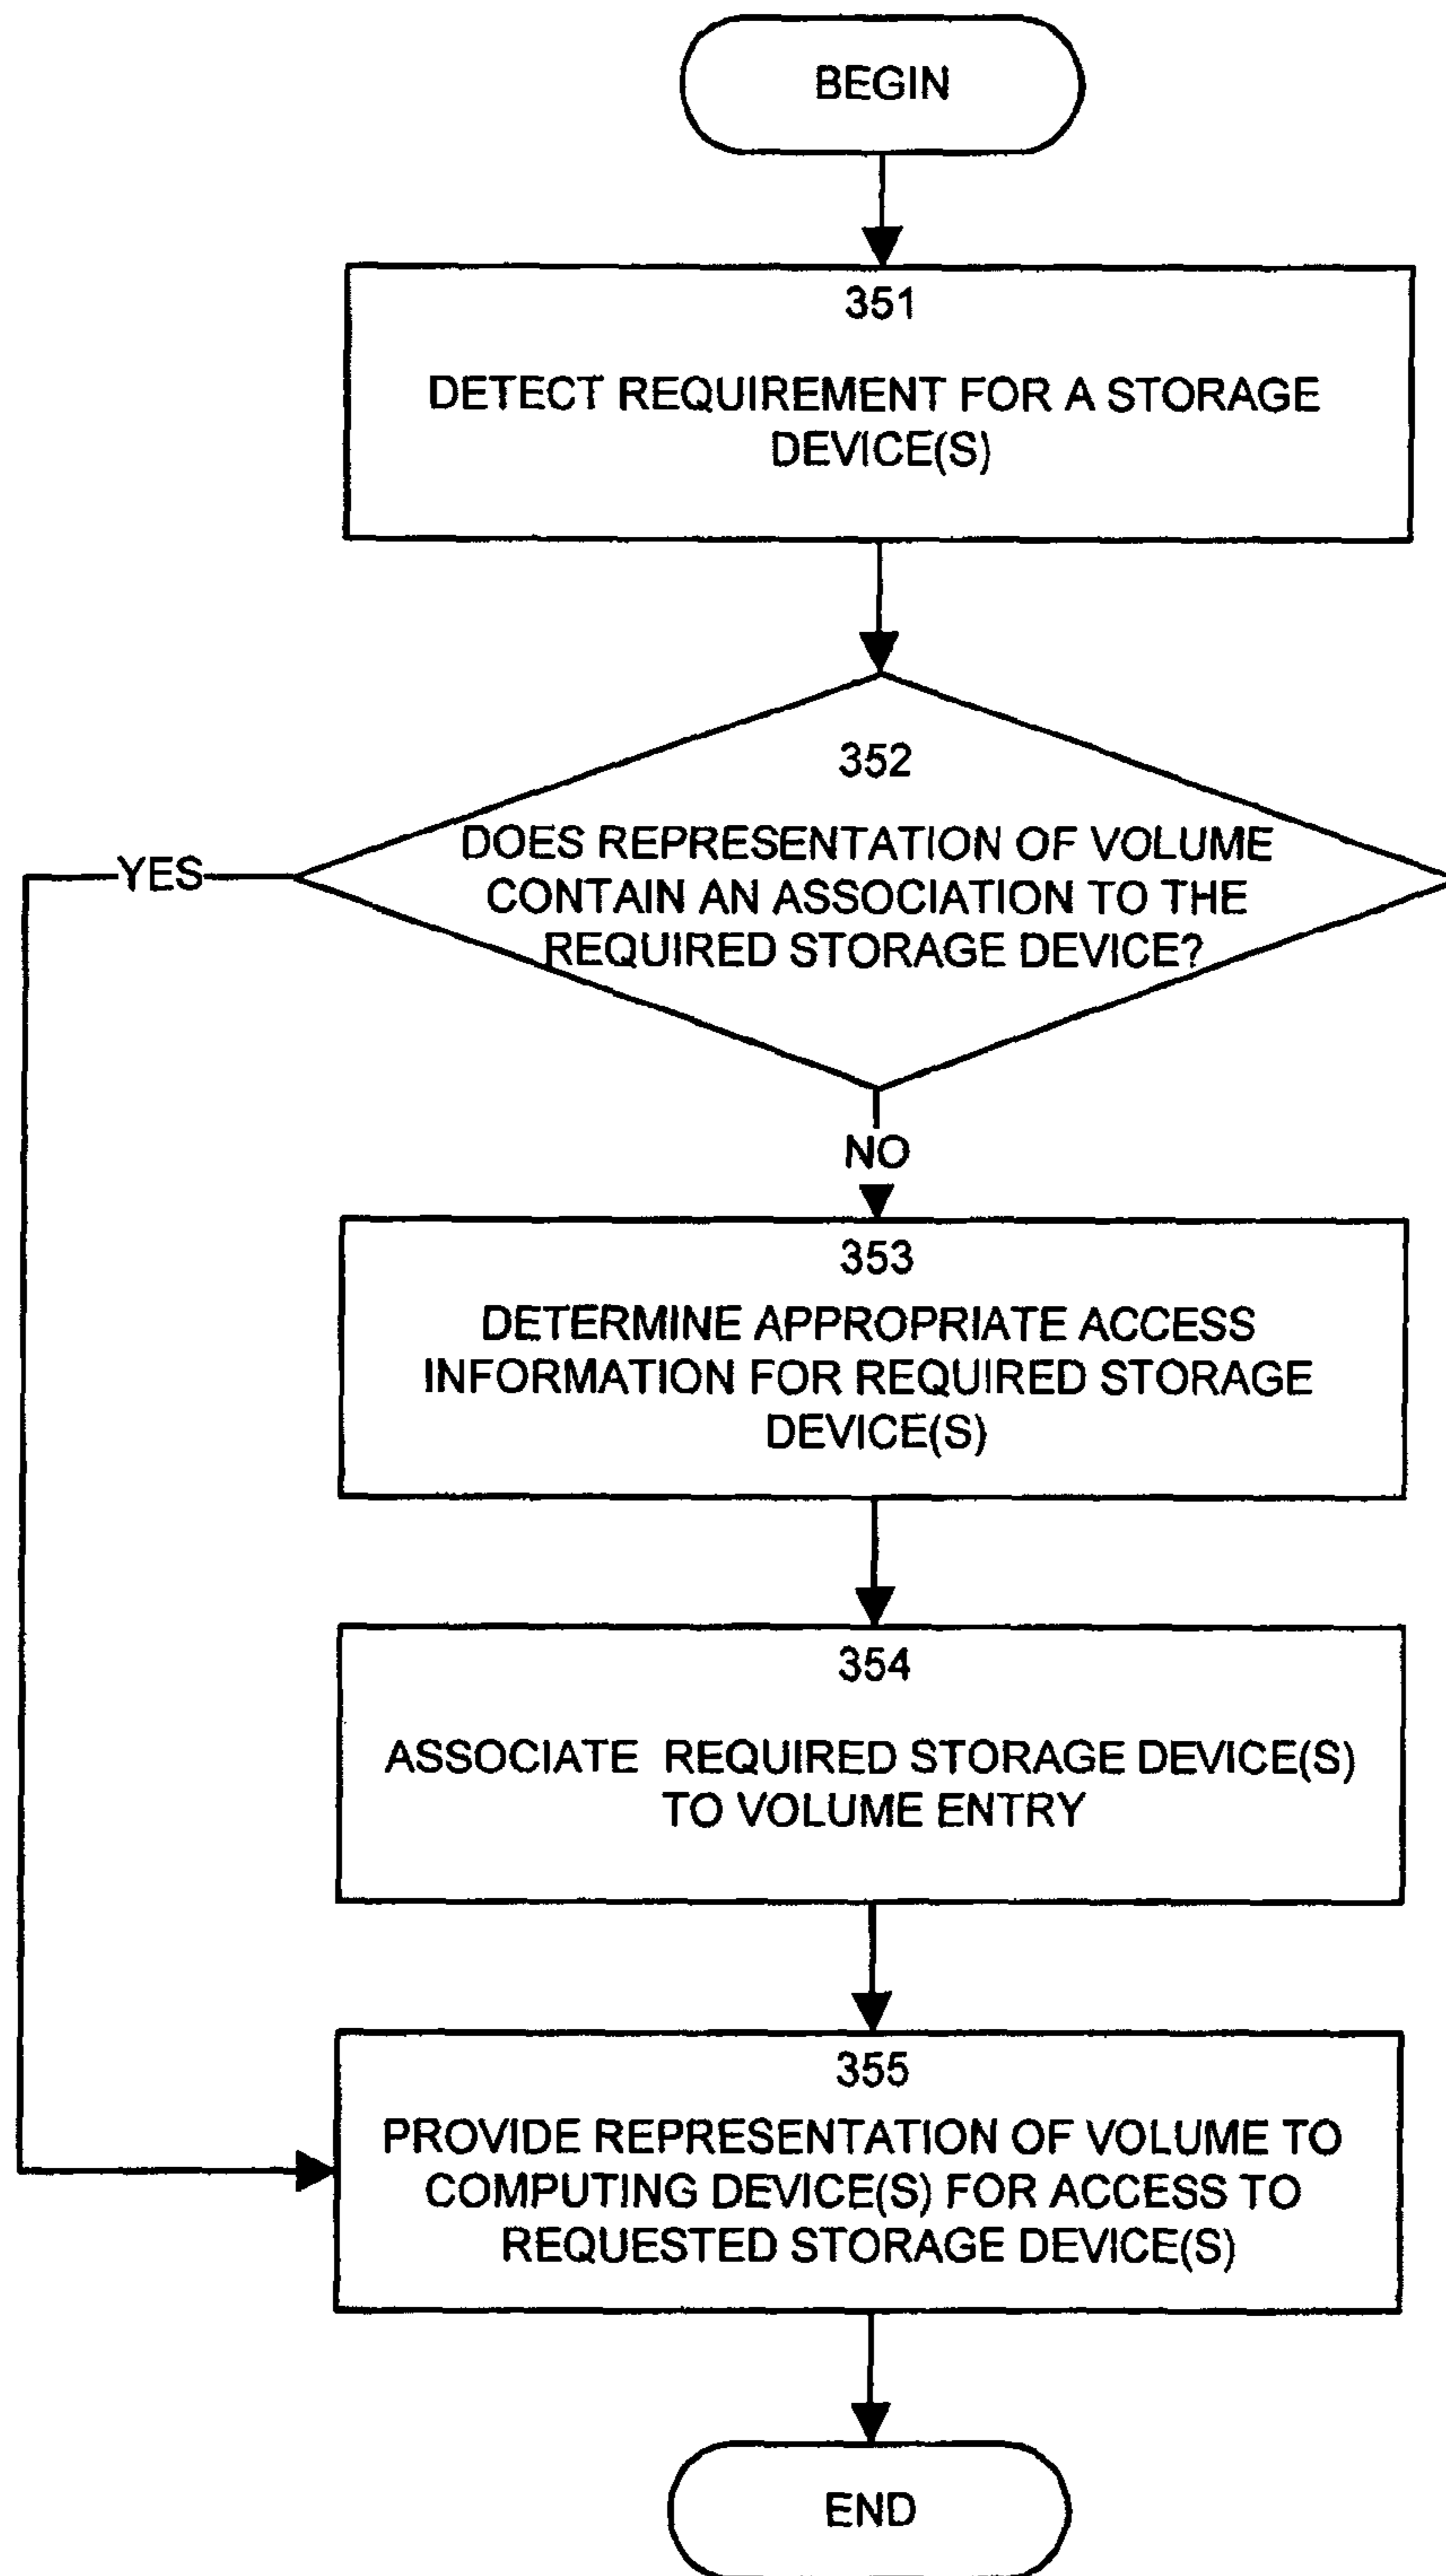 BEGIN
351
DETECT REQUIREMENT FOR A STORAGE
DEVICE(S)
352
DOES REPRESENTATION OF VOLUME
CONTAIN AN ASSOCIATION TO THE
REQUIRED STORAGE DEVICE?
YES
NO
353
DETERMINE APPROPRIATE ACCESS
INFORMATION FOR REQUIRED STORAGE
DEVICE(S)
354
ASSOCIATE REQUIRED STORAGE DEVICE(S)
TO VOLUME ENTRY
355
PROVIDE REPRESENTATION OF VOLUME TO
COMPUTING DEVICE(S) FOR ACCESS TO
REQUESTED STORAGE DEVICE(S)
END